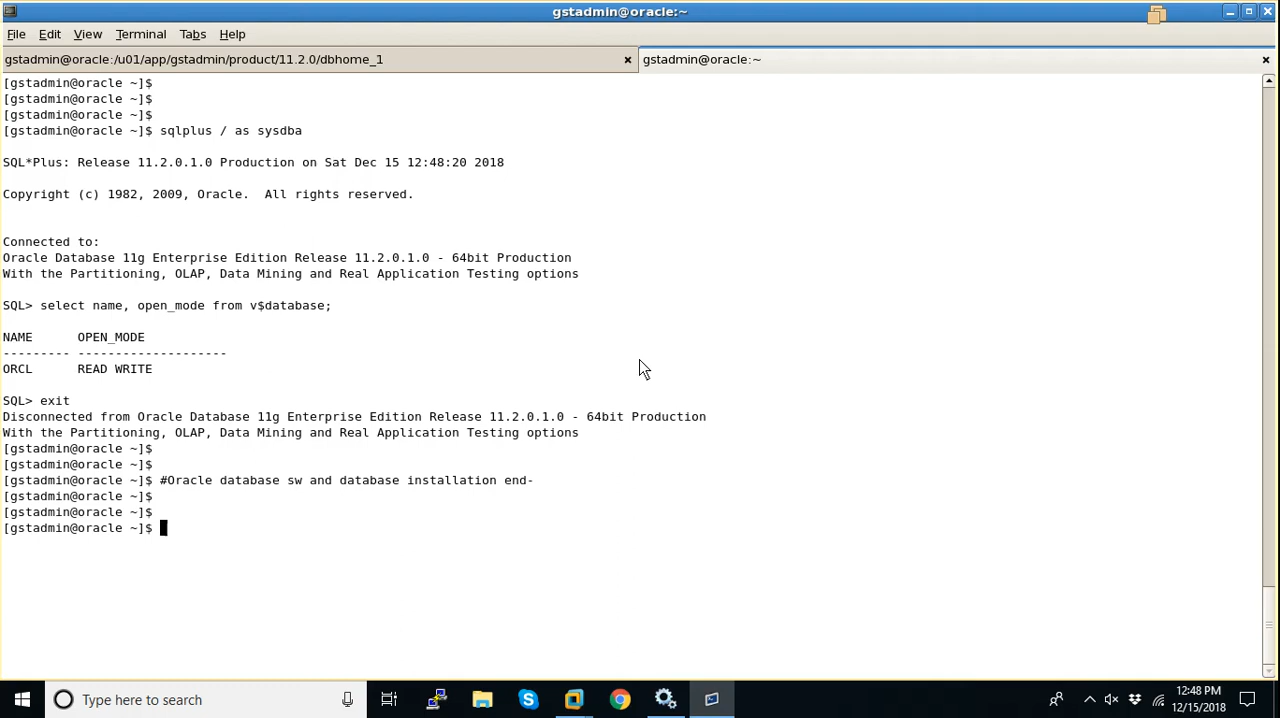 gstadmin@oracle:~
File Edit View Terminal Tabs Help
gstadmin@oracle:/u01/app/gstadmin/product/11.2.0/dbhome_1
gstadmin@oracle:~
[gstadmin@oracle ~]$
[gstadmin@oracle ~]$
[gstadmin@oracle ~]$
[gstadmin@oracle ~]$ sqlplus / as sysdba
SQL*Plus: Release 11.2.0.1.0 Production on Sat Dec 15 12:48:20 2018
Copyright (c) 1982, 2009, Oracle.  All rights reserved.
Connected to:
Oracle Database 11g Enterprise Edition Release 11.2.0.1.0 - 64bit Production
With the Partitioning, OLAP, Data Mining and Real Application Testing options
SQL> select name, open_mode from v$database;
NAME      OPEN_MODE
--------- --------------------
ORCL      READ WRITE
SQL> exit
Disconnected from Oracle Database 11g Enterprise Edition Release 11.2.0.1.0 - 64bit Production
With the Partitioning, OLAP, Data Mining and Real Application Testing options
[gstadmin@oracle ~]$
[gstadmin@oracle ~]$
[gstadmin@oracle ~]$ #Oracle database sw and database installation end-
[gstadmin@oracle ~]$
[gstadmin@oracle ~]$
[gstadmin@oracle ~]$
Type here to search
12:48 PM
12/15/2018